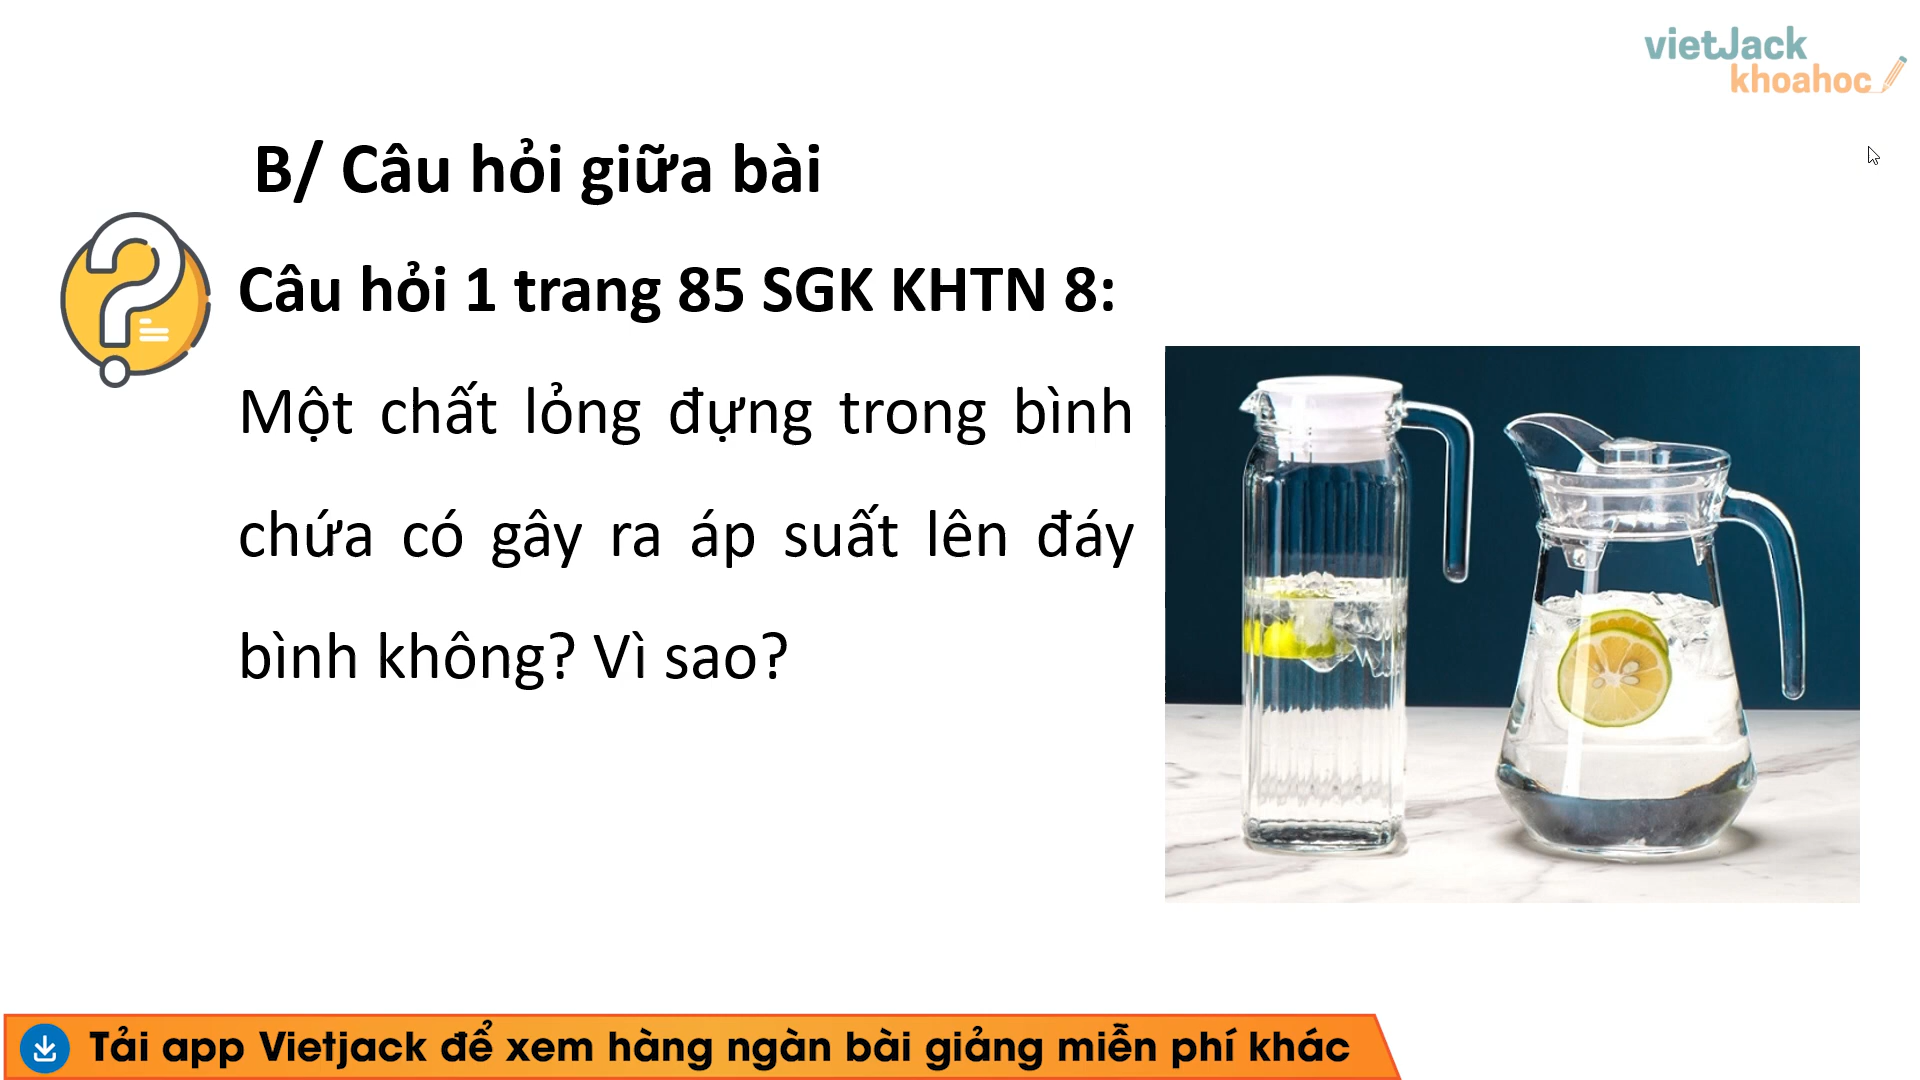 vietJack
khoahoc
B/ Câu hỏi giữa bài
Câu hỏi 1 trang 85 SGK KHTN 8:
Một chất lỏng đựng trong bình
chứa có gây ra áp suất lên đáy
bình không? Vì sao?
Tải app Vietjack để xem hàng ngàn bài giảng miễn phí khác